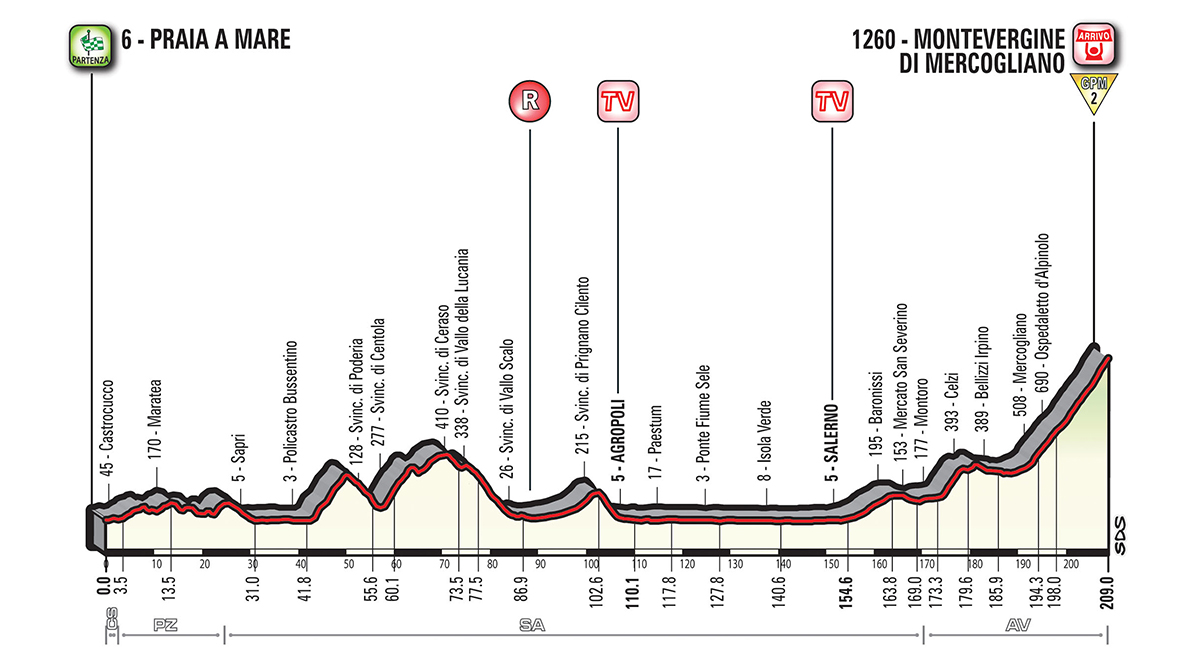 6 - PRAIA A MARE
PARTENZA
1260 - MONTEVERGINE
DI MERCOGLIANO
ARRIVO
GPM
2
R
TV
TV
45 - Castrocucco
170 - Maratea
5 - Sapri
3 - Policastro Bussentino
128 - Svinc. di Poderia
277 - Svinc. di Centola
410 - Svinc. di Ceraso
338 - Svinc. di Vallo della Lucania
26 - Svinc. di Vallo Scalo
215 - Svinc. di Prignano Cilento
5 - AGROPOLI
17 - Paestum
3 - Ponte Fiume Sele
8 - Isola Verde
5 - SALERNO
195 - Baronissi
153 - Mercato San Severino
177 - Montoro
393 - Celzi
389 - Bellizzi Irpino
508 - Mercogliano
690 - Ospedaletto d'Alpinolo
SDS
0 10 20 30 40 50 60 70 80 90 100 110 120 130 140 150 160 170 180 190 200
0.0 3.5 13.5 31.0 41.8 55.6 60.1 73.5 77.5 86.9 102.6 110.1 117.8 127.8 140.6 154.6 163.8 169.0 173.3 179.6 185.9 194.3 198.0 209.0
CS PZ SA AV